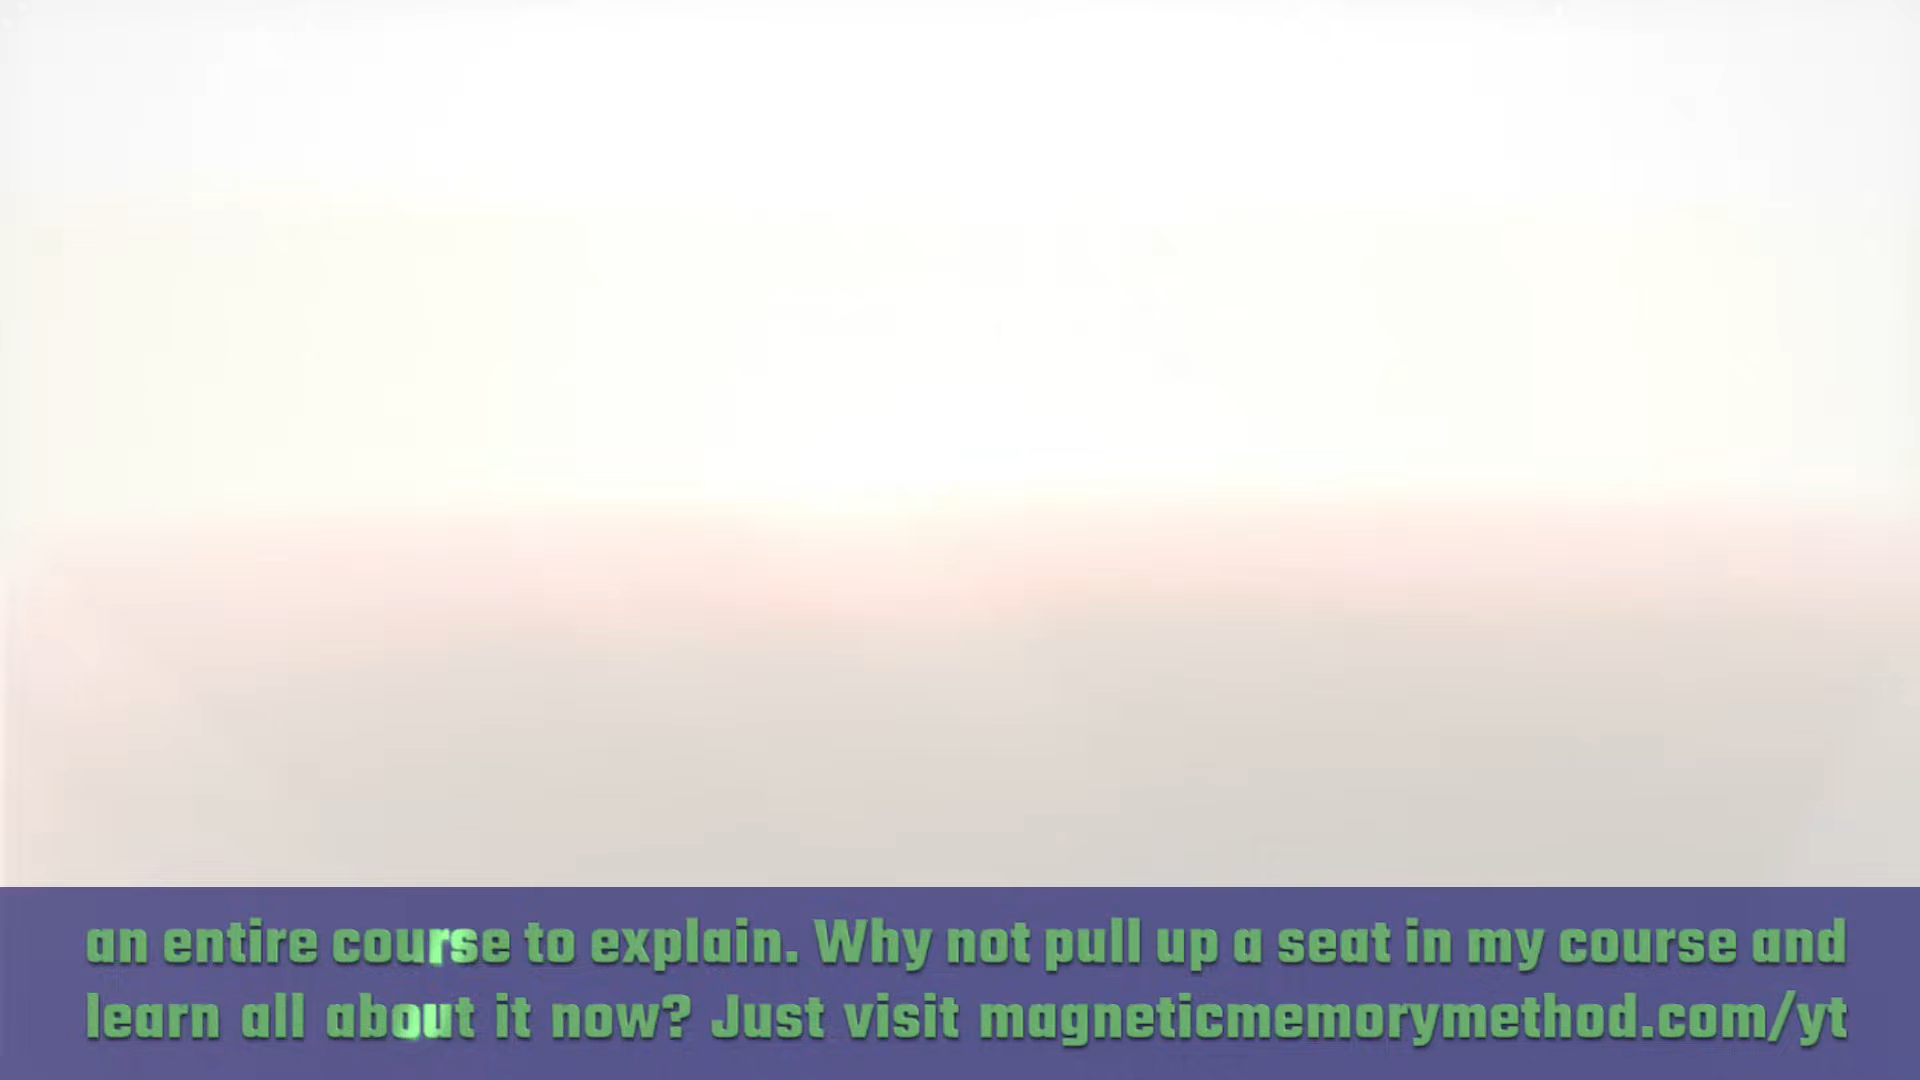 an entire course to explain. Why not pull up a seat in my course and
learn all about it now? Just visit magneticmemorymethod.com/yt